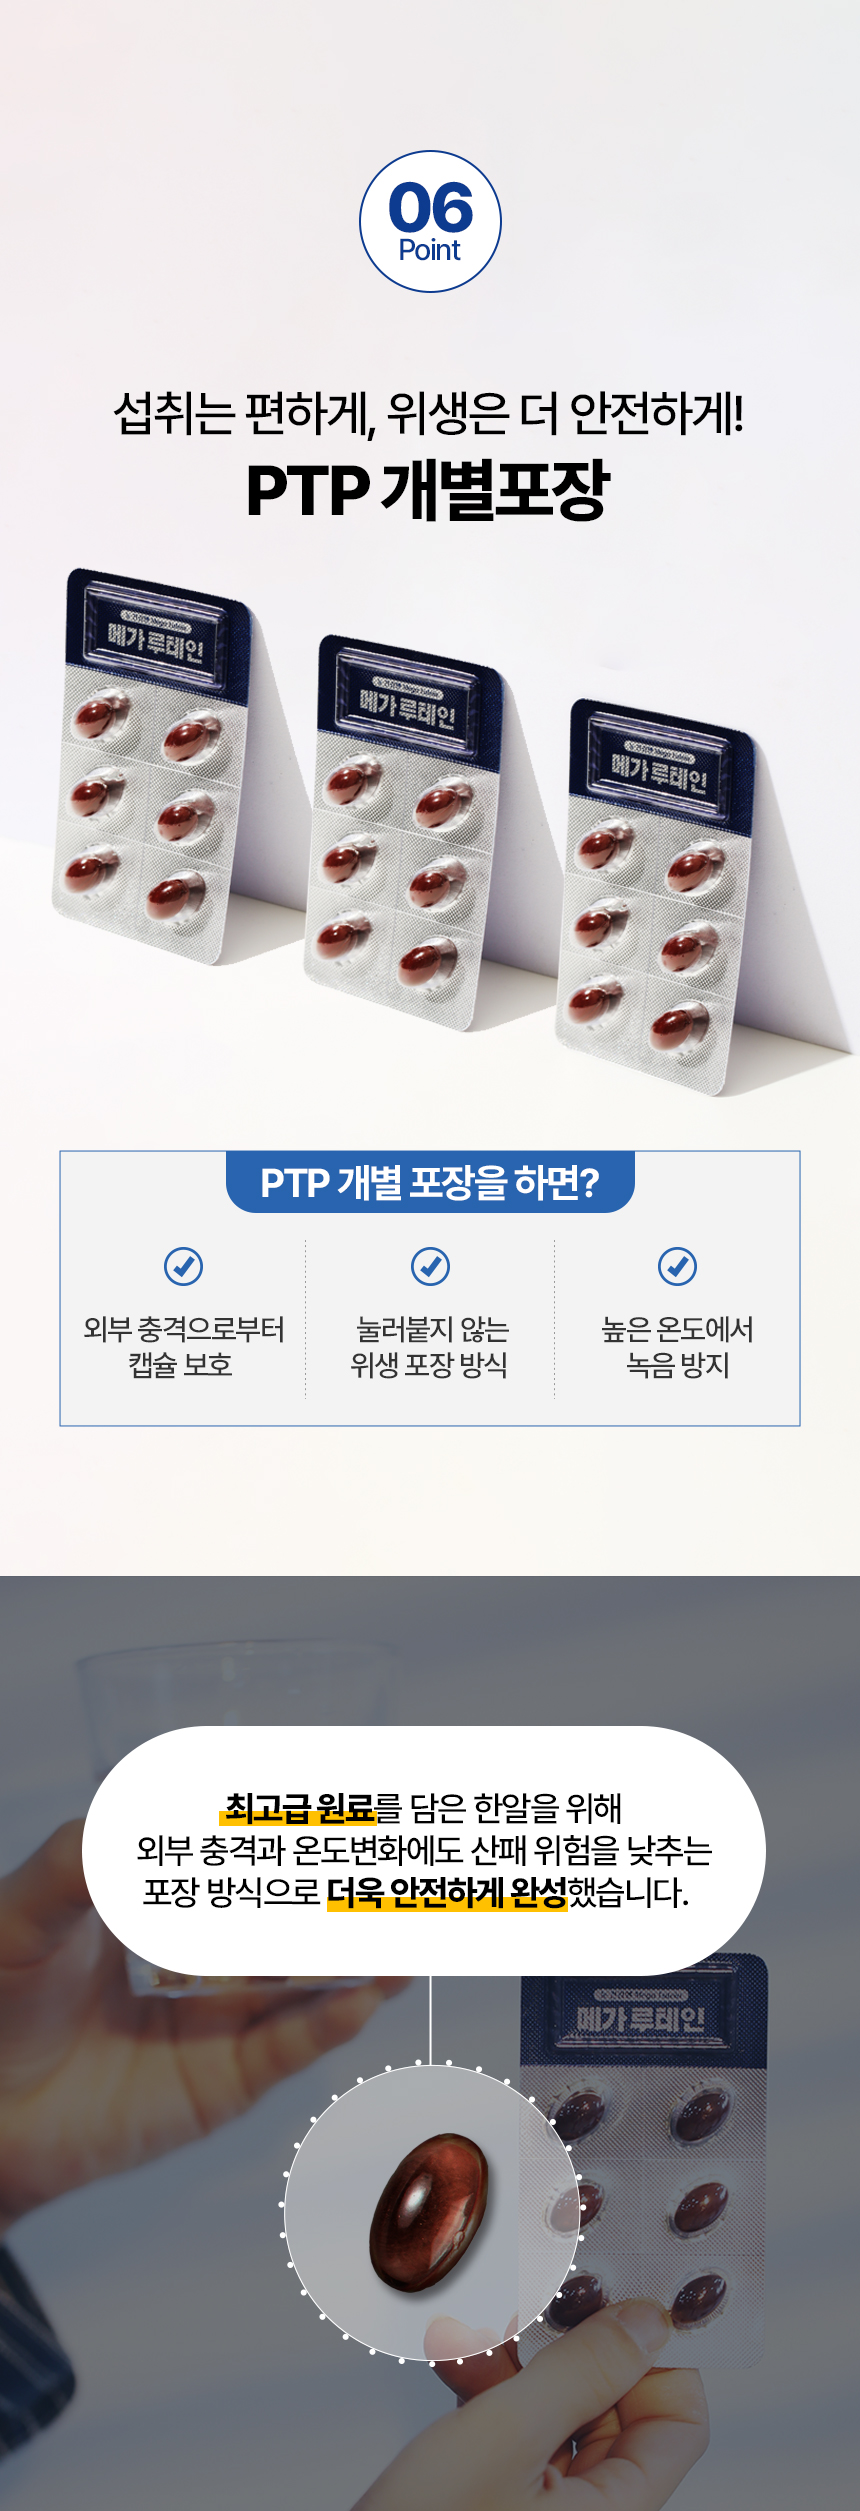 06
Point
섭취는 편하게, 위생은 더 안전하게!
PTP 개별포장
메가 루테인
메가 루테인
메가 루테인
PTP 개별 포장을 하면?
외부 충격으로부터
캡슐 보호
눌러붙지 않는
위생 포장 방식
높은 온도에서
녹음 방지
최고급 원료를 담은 한알을 위해
외부 충격과 온도변화에도 산패 위험을 낮추는
포장 방식으로 더욱 안전하게 완성했습니다.
메가 루테인